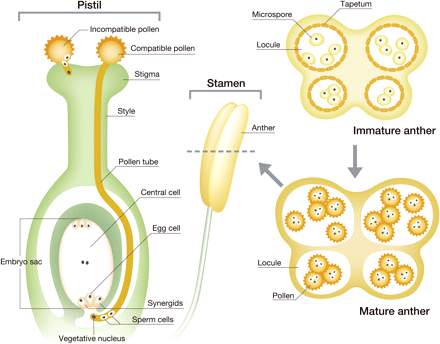 Pistil
Incompatible pollen
Compatible pollen
Stigma
Style
Pollen tube
Central cell
Egg cell
Embryo sac
Synergids
Sperm cells
Vegetative nucleus
Stamen
Anther
Tapetum
Microspore
Locule
Immature anther
Locule
Pollen
Mature anther